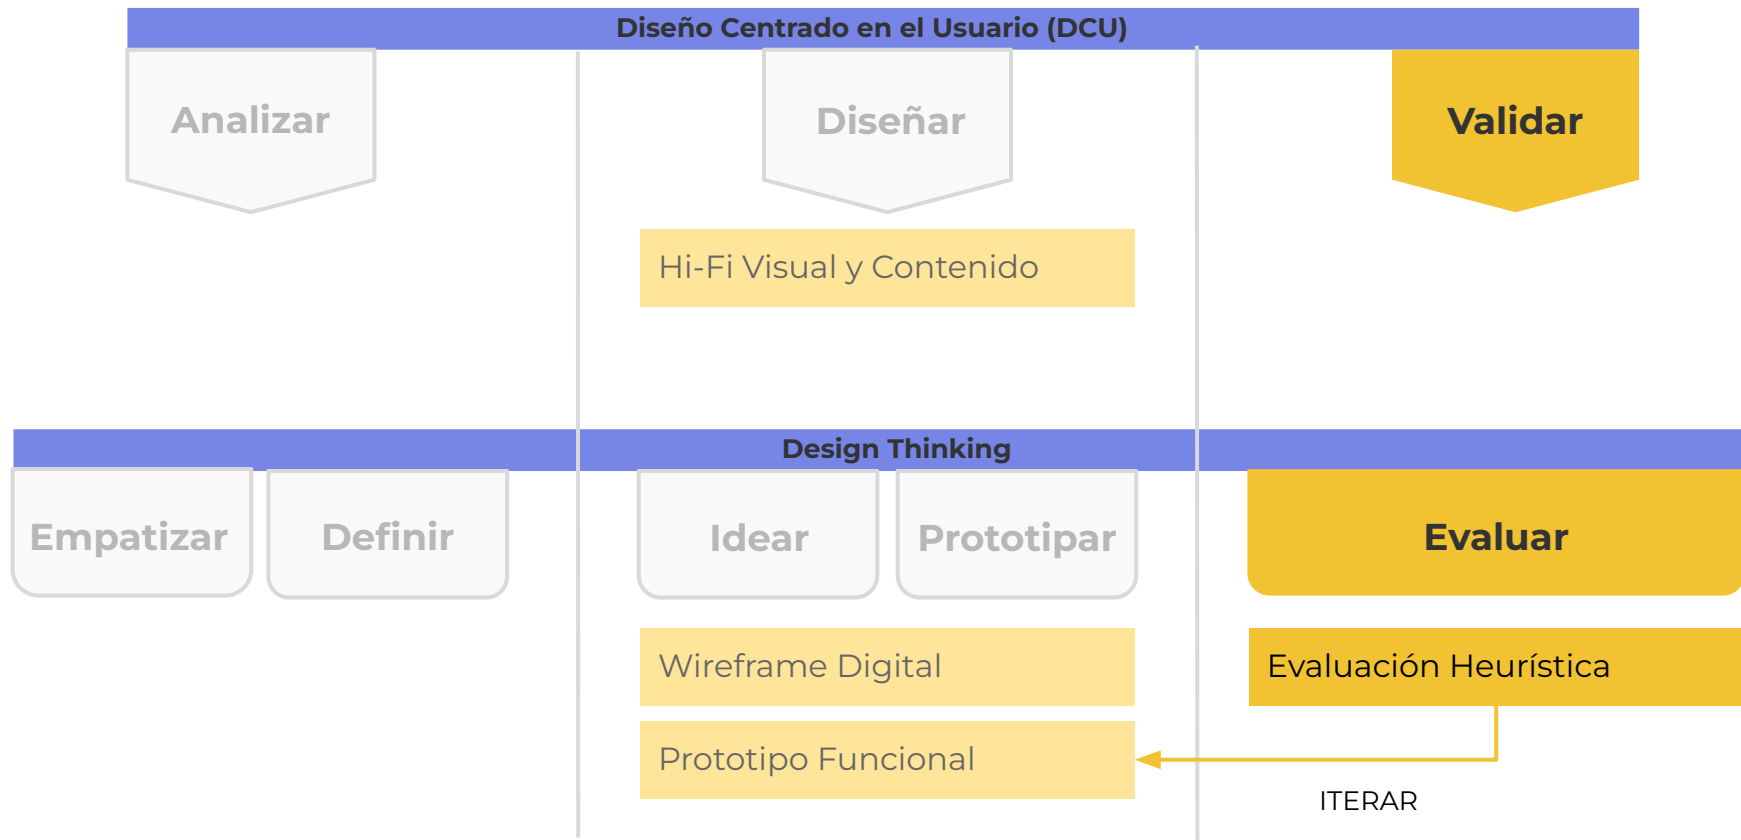 Diseño Centrado en el Usuario (DCU)
Analizar
Diseñar
Validar
Hi-Fi Visual y Contenido
Design Thinking
Empatizar
Definir
Idear
Prototipar
Evaluar
Wireframe Digital
Evaluación Heurística
Prototipo Funcional
ITERAR